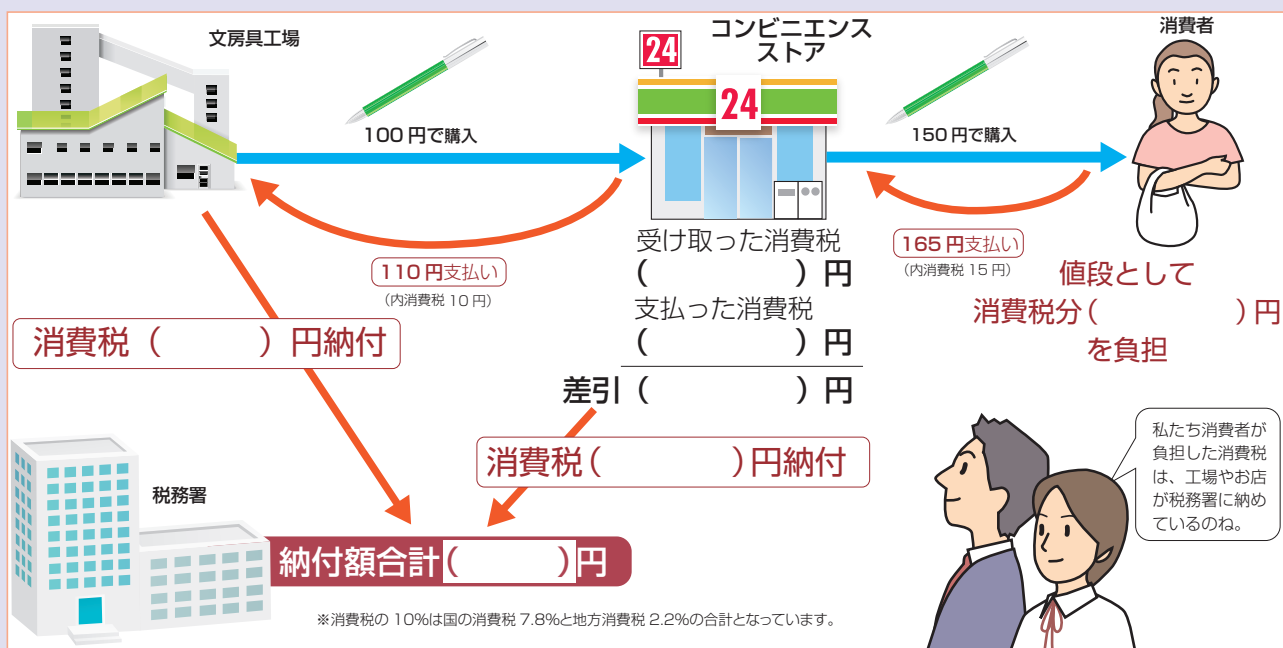 文房具工場
100円で購入
110円支払い
(内消費税10円)
24
24
コンビニエンス
ストア
150円で購入
165円支払い
(内消費税15円)
消費者
受け取った消費税
(　　　)円
支払った消費税
(　　　)円
差引(　　　)円
値段として
消費税分(　　　)円
を負担
消費税(　　　)円納付
消費税(　　　)円納付
税務署
納付額合計(　　　)円
私たち消費者が
負担した消費税
は、工場やお店
が税務署に納め
ているのね。
※消費税の10%は国の消費税7.8%と地方消費税2.2%の合計となっています。